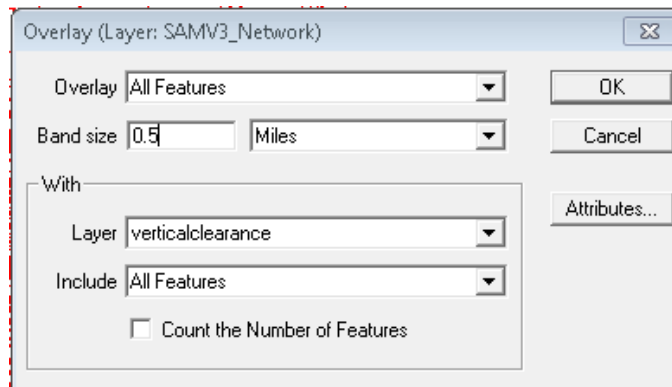 Overlay (Layer: SAMV3_Network)
Overlay All Features OK
Band size 0.5 Miles Cancel
With
Attributes...
Layer verticalclearance
Include All Features
Count the Number of Features